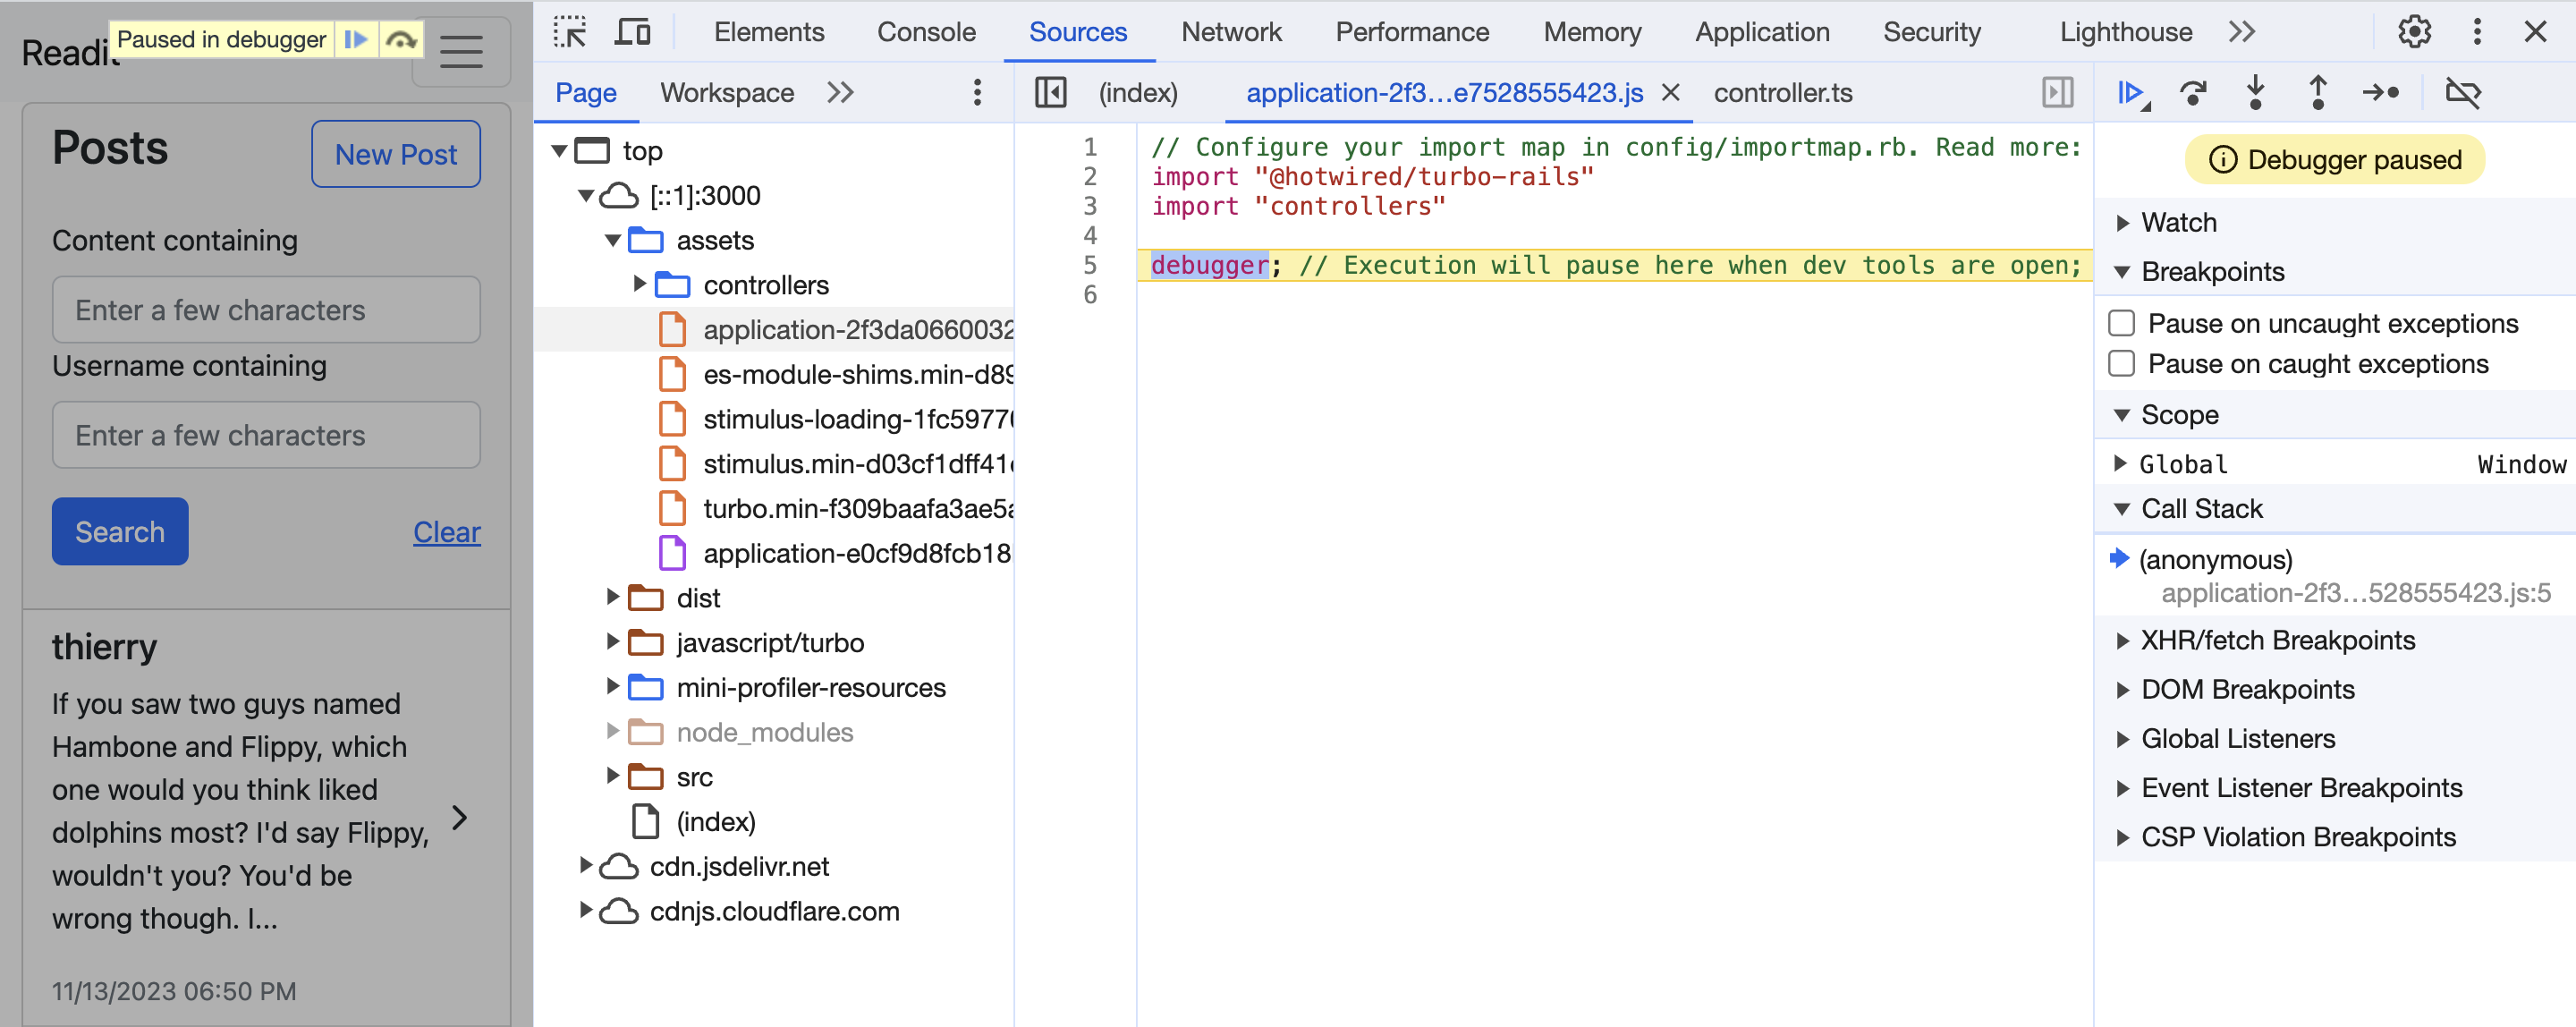 Readit
Paused in debugger
Posts
New Post
Content containing
Enter a few characters
Username containing
Enter a few characters
Search
Clear
thierry
If you saw two guys named
Hambone and Flippy, which
one would you think liked
dolphins most? I'd say Flippy,
wouldn't you? You'd be
wrong though. I...
11/13/2023 06:50 PM
Elements
Console
Sources
Network
Performance
Memory
Application
Security
Lighthouse
Page
Workspace
top
[::1]:3000
assets
controllers
application-2f3da0660032
es-module-shims.min-d89
stimulus-loading-1fc5977
stimulus.min-d03cf1dff41
turbo.min-f309baafa3ae5
application-e0cf9d8fcb18
dist
javascript/turbo
mini-profiler-resources
node_modules
src
(index)
cdn.jsdelivr.net
cdnjs.cloudflare.com
(index)
application-2f3...e7528555423.js
controller.ts
1 // Configure your import map in config/importmap.rb. Read more:
2 import "@hotwired/turbo-rails"
3 import "controllers"
4
5 debugger; // Execution will pause here when dev tools are open;
6
Debugger paused
Watch
Breakpoints
Pause on uncaught exceptions
Pause on caught exceptions
Scope
Global Window
Call Stack
(anonymous)
application-2f3...528555423.js:5
XHR/fetch Breakpoints
DOM Breakpoints
Global Listeners
Event Listener Breakpoints
CSP Violation Breakpoints